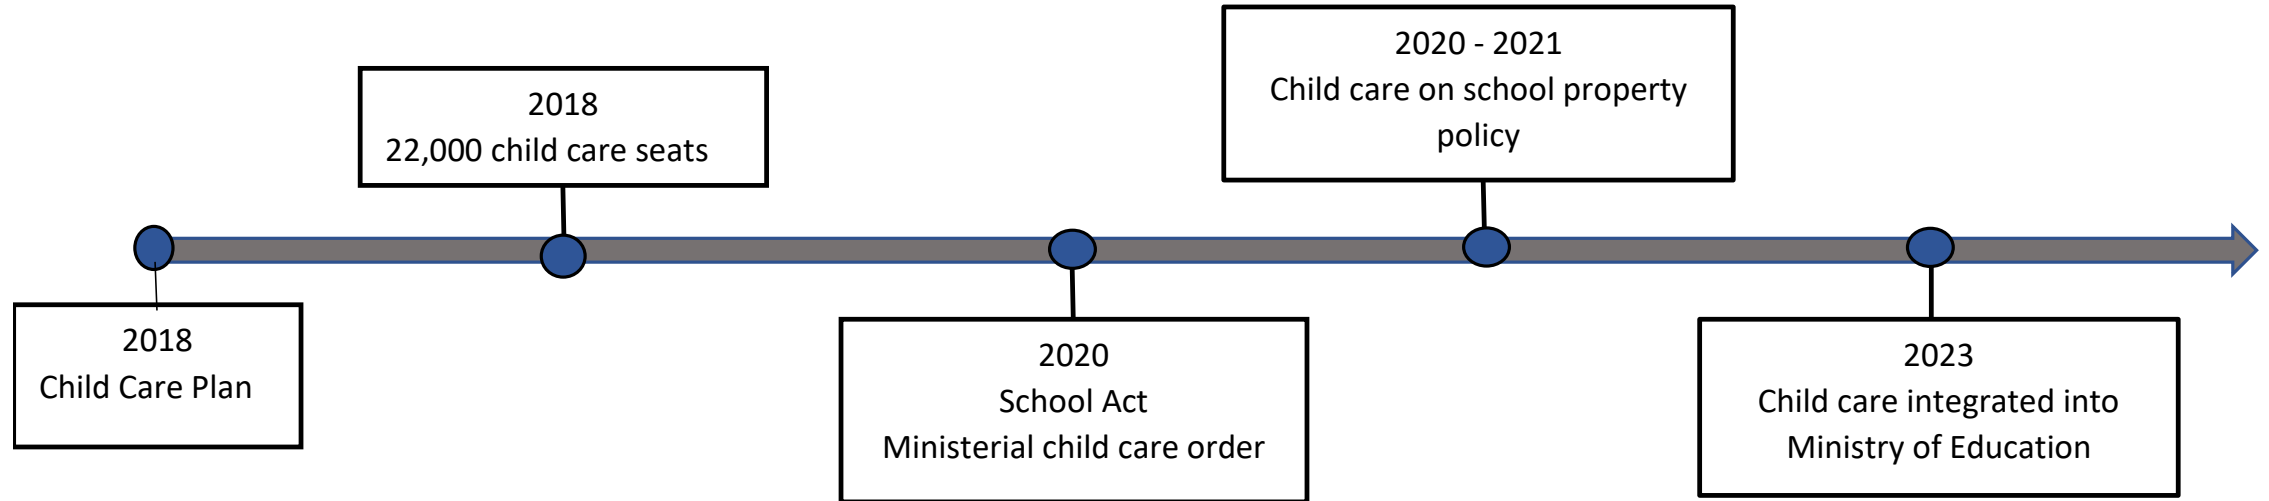 2018
Child Care Plan
2018
22,000 child care seats
2020
School Act
Ministerial child care order
2020 - 2021
Child care on school property
policy
2023
Child care integrated into
Ministry of Education